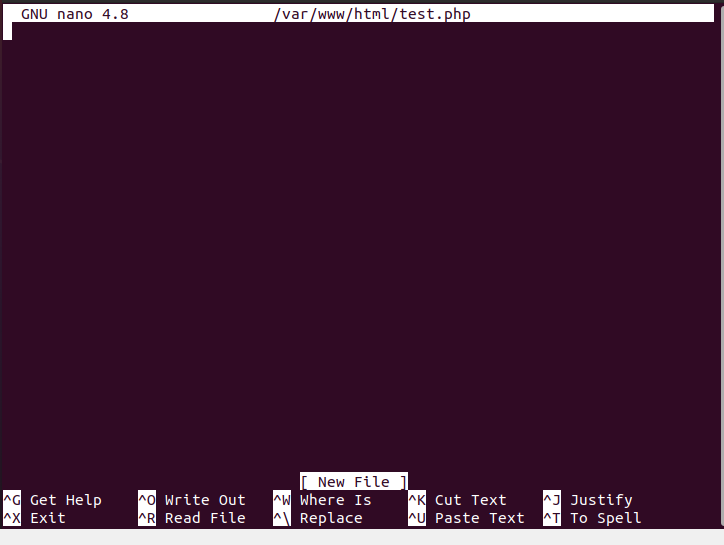 GNU nano 4.8 /var/www/html/test.php
[ New File ]
^G Get Help ^O Write Out ^W Where Is ^K Cut Text ^J Justify
^X Exit ^R Read File ^\ Replace ^U Paste Text ^T To Spell